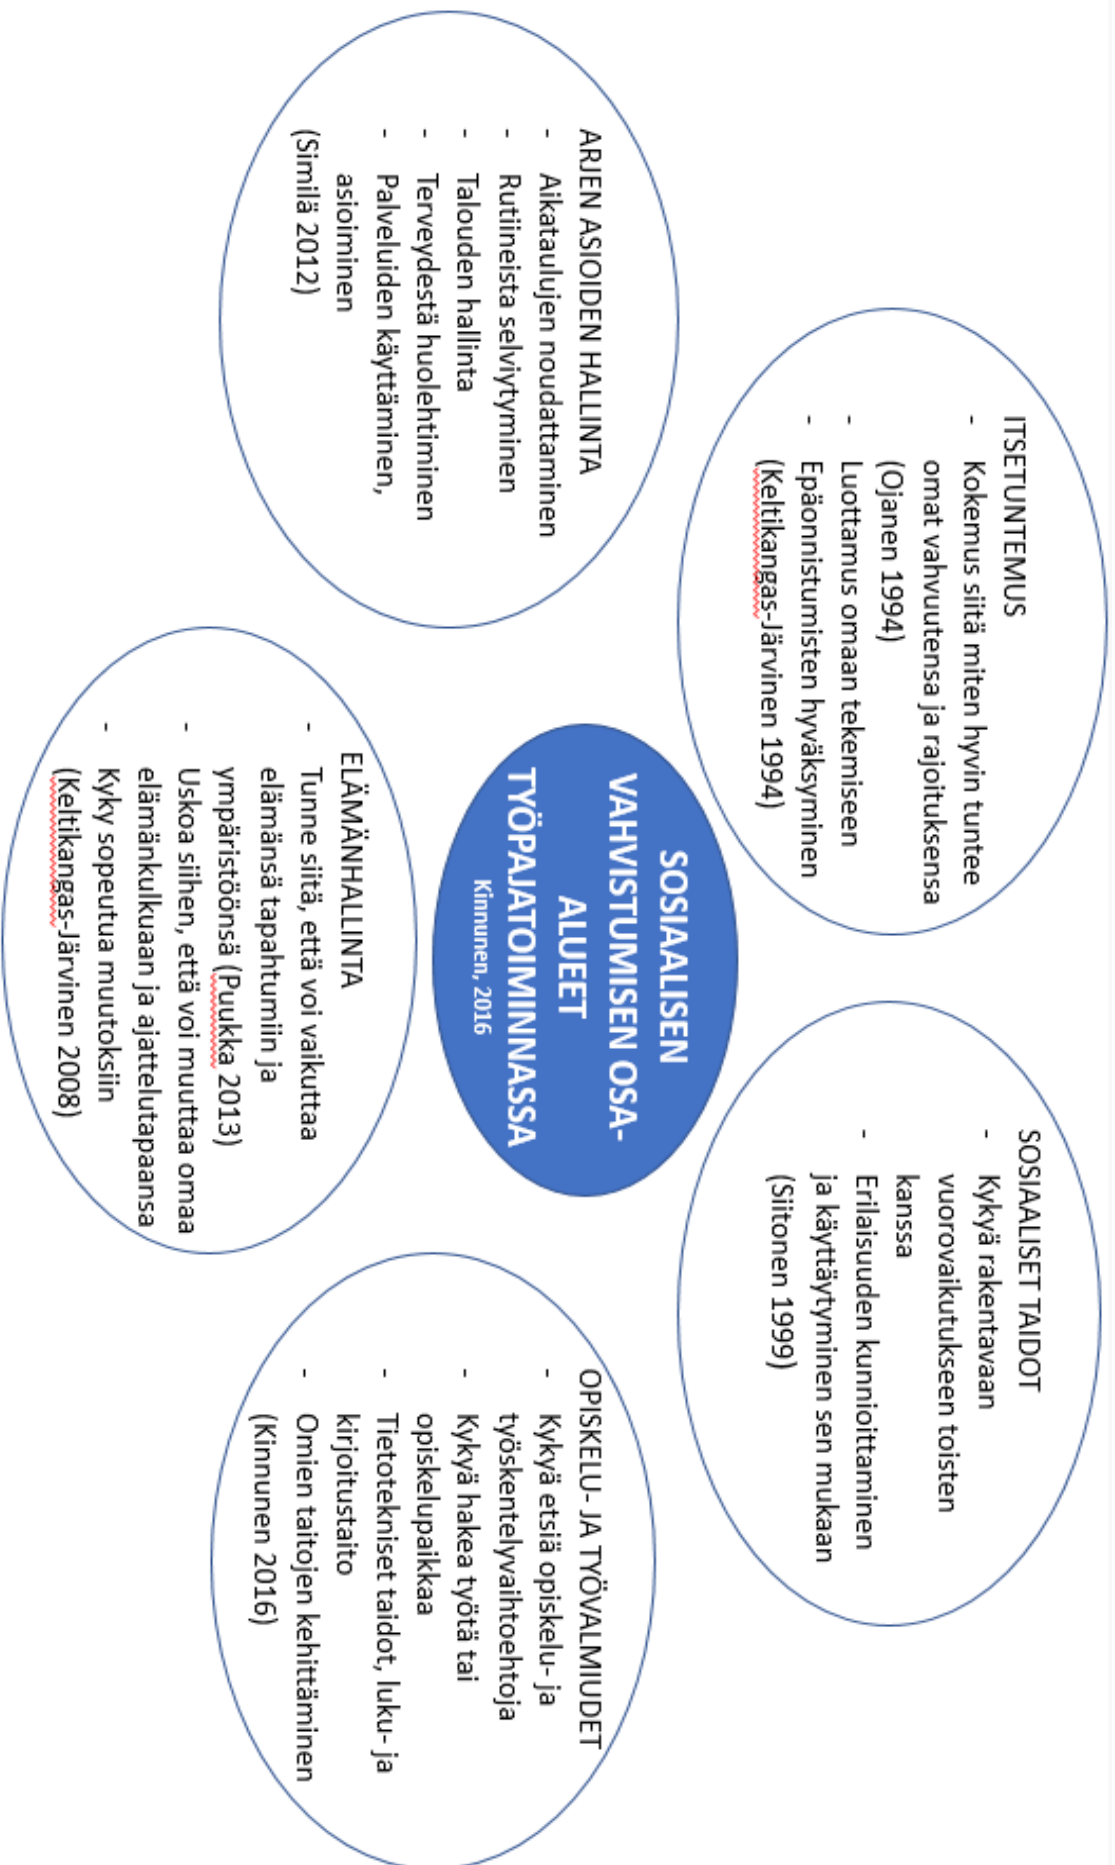 ITSETUNTEMUS
- Kokemus siitä miten hyvin tuntee
omat vahvuutensa ja rajoituksensa
(Ojanen 1994)
- Luottamus omaan tekemiseen
- Epäonnistumisten hyväksyminen
(Keltikangas-Järvinen 1994)
SOSIAALISET TAIDOT
- Kykyä rakentavaan
vuorovaikutukseen toisten
kanssa
- Erilaisuuden kunnioittaminen
ja käyttäytyminen sen mukaan
(Siitonen 1999)
ARJEN ASIOIDEN HALLINTA
- Aikataulujen noudattaminen
- Rutiineista selviytyminen
- Talouden hallinta
- Terveydestä huolehtiminen
- Palveluiden käyttäminen,
asioiminen
(Similä 2012)
SOSIAALISEN
VAHVISTUMISEN OSA-
ALUEET
TYÖPAJATOIMINNASSA
Kinnunen, 2016
OPISKELU- JA TYÖVALMIUDET
- Kykyä etsiä opiskelu- ja
työskentelyvaihtoehtoja
- Kykyä hakea työtä tai
opiskelupaikkaa
- Tietotekniset taidot, luku- ja
kirjoitustaito
- Omien taitojen kehittäminen
(Kinnunen 2016)
ELÄMÄNHALLINTA
- Tunne siitä, että voi vaikuttaa
elämänsä tapahtumiin ja
ympäristöönsä (Puukka 2013)
- Uskoa siihen, että voi muuttaa omaa
elämänkulkuaan ja ajattelutapaansa
- Kyky sopeutua muutoksiin
(Keltikangas-Järvinen 2008)